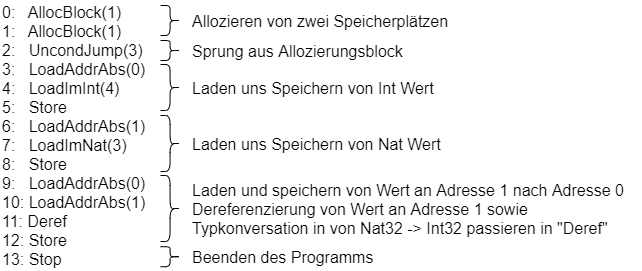 0: AllocBlock(1)
1: AllocBlock(1)
Allozieren von zwei Speicherplätzen
2: UncondJump(3)
Sprung aus Allozierungsblock
3: LoadAddrAbs(0)
4: LoadImInt(4)
5: Store
Laden uns Speichern von Int Wert
6: LoadAddrAbs(1)
7: LoadImNat(3)
8: Store
Laden uns Speichern von Nat Wert
9: LoadAddrAbs(0)
10: LoadAddrAbs(1)
11: Deref
12: Store
Laden und speichern von Wert an Adresse 1 nach Adresse 0
Dereferenzierung von Wert an Adresse 1 sowie
Typkonversation in von Nat32 -> Int32 passieren in "Deref"
13: Stop
Beenden des Programms